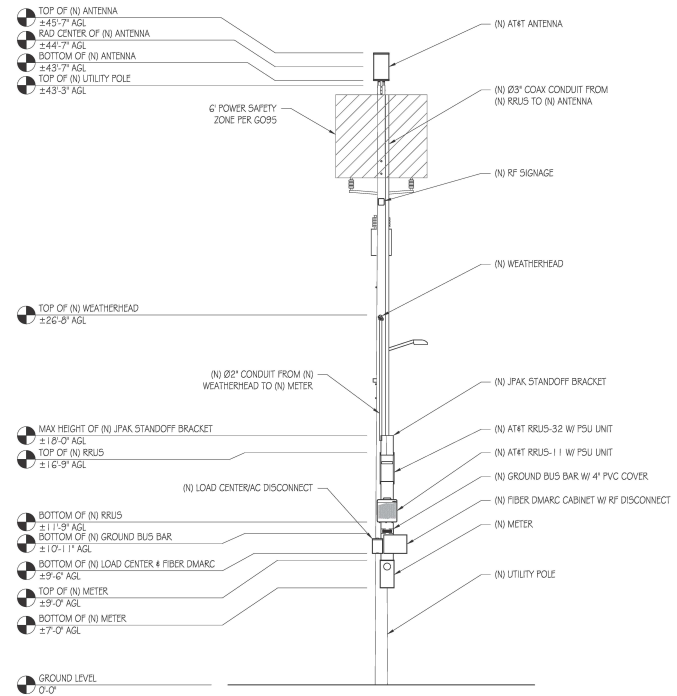 TOP OF (N) ANTENNA
±45'-7" AGL
RAD CENTER OF (N) ANTENNA
±44'-7" AGL
BOTTOM OF (N) ANTENNA
±43'-7" AGL
TOP OF (N) UTILITY POLE
±43'-3" AGL
(N) AT&T ANTENNA
6' POWER SAFETY
ZONE PER GO95
(N) Ø3" COAX CONDUIT FROM
(N) RRUS TO (N) ANTENNA
(N) RF SIGNAGE
(N) WEATHERHEAD
TOP OF (N) WEATHERHEAD
±26'-8" AGL
(N) Ø2" CONDUIT FROM (N)
WEATHERHEAD TO (N) METER
(N) JPAK STANDOFF BRACKET
MAX HEIGHT OF (N) JPAK STANDOFF BRACKET
±18'-0" AGL
TOP OF (N) RRUS
±16'-9" AGL
(N) AT&T RRUS-32 W/ PSU UNIT
(N) AT&T RRUS-11 W/ PSU UNIT
(N) GROUND BUS BAR W/ 4" PVC COVER
(N) LOAD CENTER/AC DISCONNECT
(N) FIBER DMARC CABINET W/ RF DISCONNECT
(N) METER
BOTTOM OF (N) RRUS
±11'-9" AGL
BOTTOM OF (N) GROUND BUS BAR
±10'-11" AGL
BOTTOM OF (N) LOAD CENTER & FIBER DMARC
±9'-6" AGL
TOP OF (N) METER
±9'-0" AGL
BOTTOM OF (N) METER
±7'-0" AGL
(N) UTILITY POLE
GROUND LEVEL
0'-0"